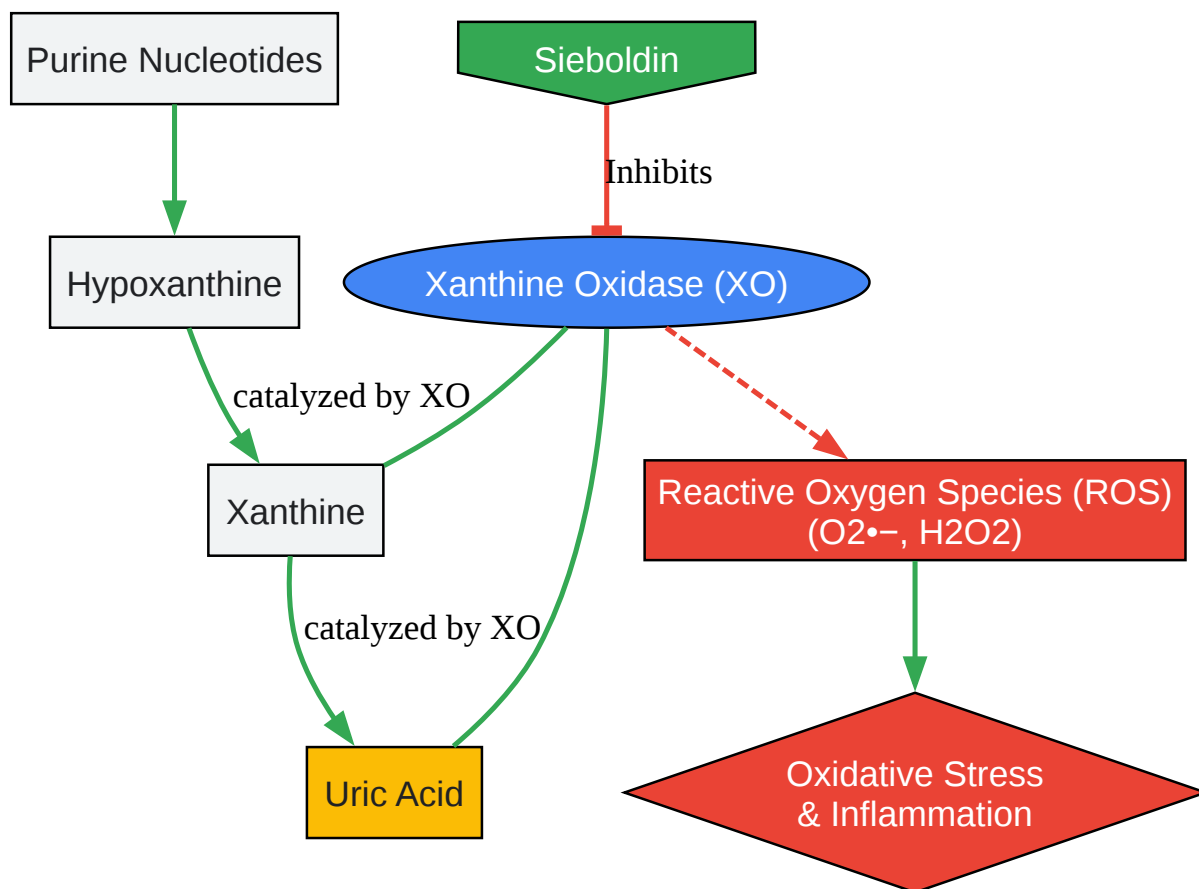 Purine Nucleotides
Sieboldin
Inhibits
Hypoxanthine
Xanthine Oxidase (XO)
catalyzed by XO
Xanthine
Reactive Oxygen Species (ROS)
(O2•−, H2O2)
catalyzed by XO
Uric Acid
Oxidative Stress
& Inflammation